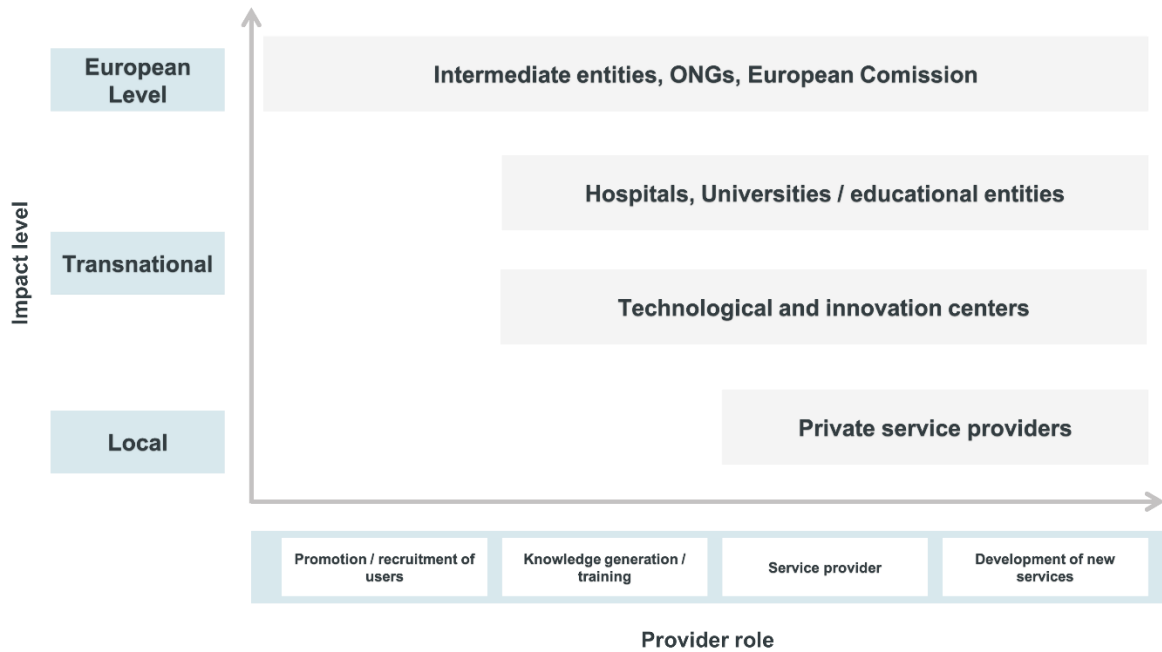 European
Level
Intermediate entities, ONGs, European Comission
Hospitals, Universities / educational entities
Impact level
Transnational
Technological and innovation centers
Local
Private service providers
Promotion / recruitment of
users
Knowledge generation /
training
Service provider
Development of new
services
Provider role